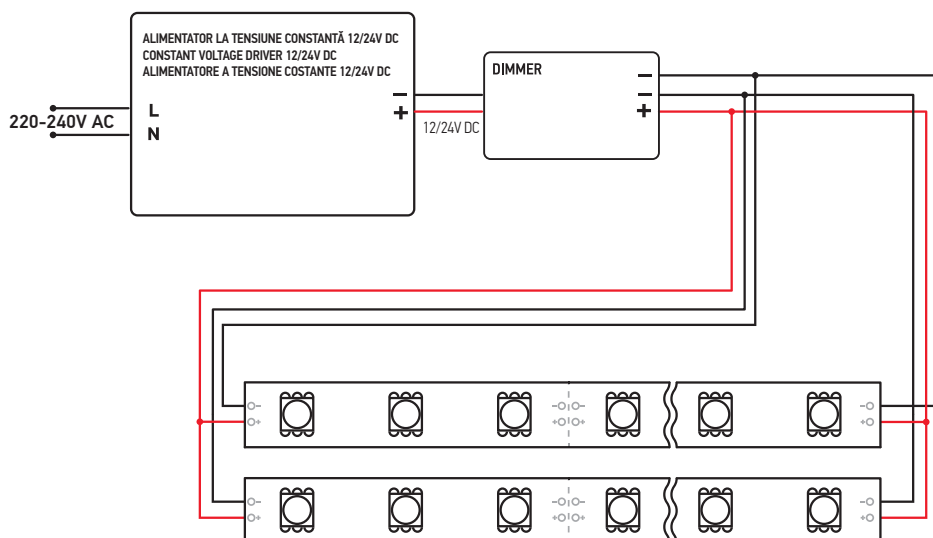 ALIMENTATOR LA TENSIUNE CONSTANTĂ 12/24V DC
CONSTANT VOLTAGE DRIVER 12/24V DC
ALIMENTATORE A TENSIONE COSTANTE 12/24V DC
220-240V AC
L
N
−
+
12/24V DC
DIMMER
−
−
+
− − − −
+ + + +
− − − −
+ + + +